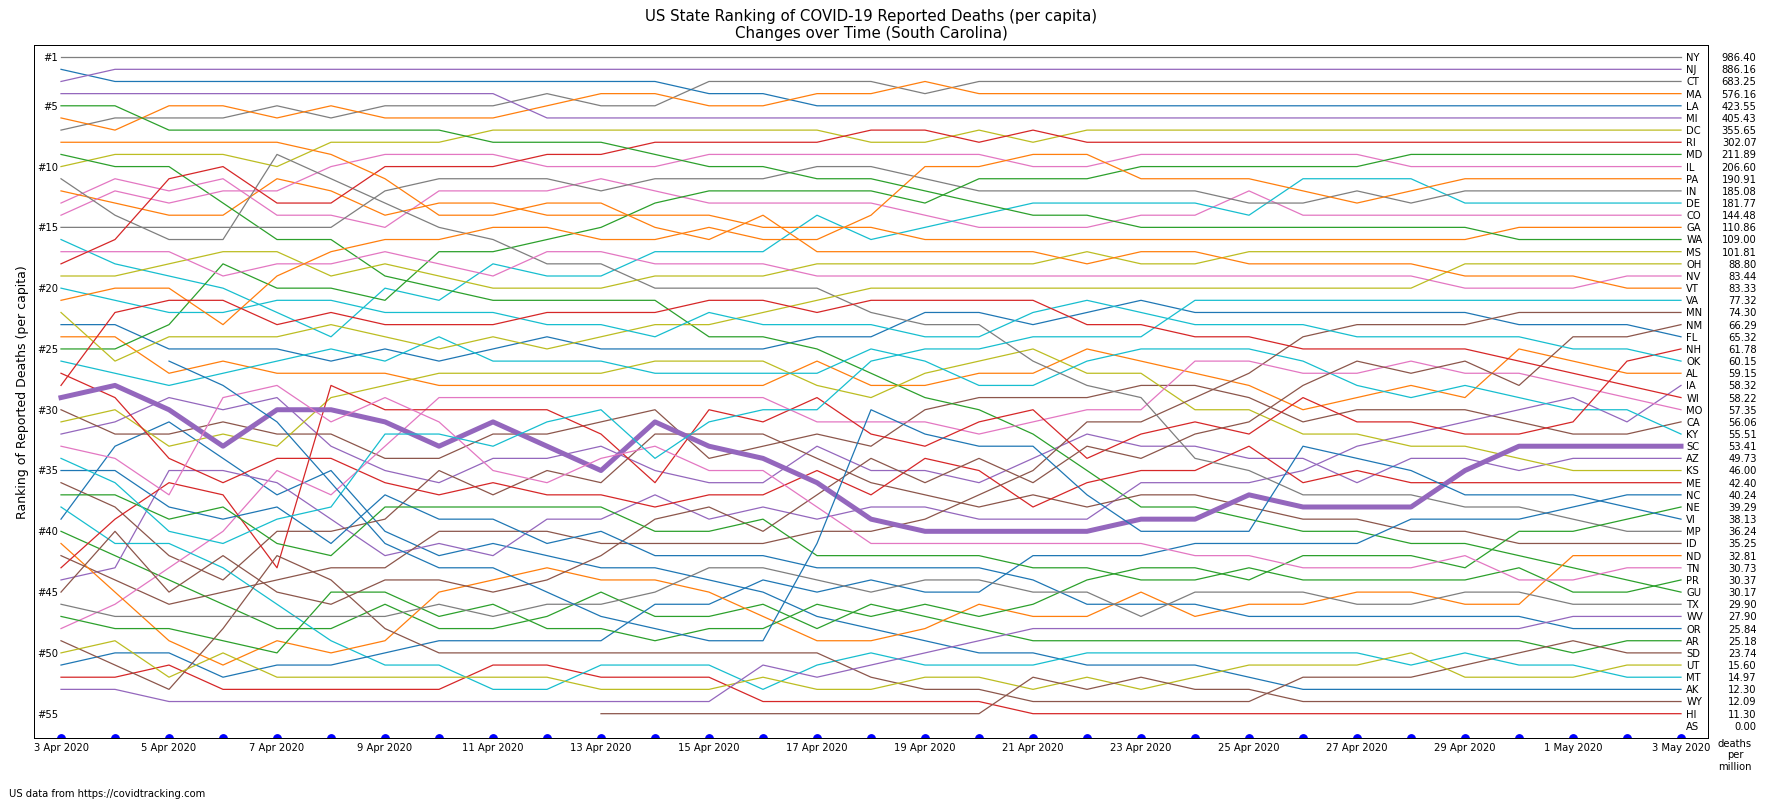 US State Ranking of COVID-19 Reported Deaths (per capita)
Changes over Time (South Carolina)
Ranking of Reported Deaths (per capita)
#1
#5
#10
#15
#20
#25
#30
#35
#40
#45
#50
#55
NY 986.40
NJ 886.16
CT 683.25
MA 576.16
LA 423.55
MI 405.43
DC 355.65
RI 302.07
MD 211.89
IL 206.60
PA 190.91
IN 185.08
DE 181.77
CO 144.48
GA 110.86
WA 109.00
MS 101.81
OH 88.80
NV 83.44
VT 83.33
VA 77.32
MN 74.30
NM 66.29
FL 65.32
NH 61.78
OK 60.15
AL 59.15
IA 58.32
WI 58.22
MO 57.35
CA 56.06
KY 55.51
SC 53.41
AZ 49.73
KS 46.00
ME 42.40
NC 40.24
NE 39.29
VI 38.13
MP 36.24
ID 35.25
ND 32.81
TN 30.73
PR 30.37
GU 30.17
TX 29.90
WV 27.90
OR 25.84
AR 25.18
SD 23.74
UT 15.60
MT 14.97
AK 12.30
WY 12.09
HI 11.30
AS 0.00
3 Apr 2020 5 Apr 2020 7 Apr 2020 9 Apr 2020 11 Apr 2020 13 Apr 2020 15 Apr 2020 17 Apr 2020 19 Apr 2020 21 Apr 2020 23 Apr 2020 25 Apr 2020 27 Apr 2020 29 Apr 2020 1 May 2020 3 May 2020
deaths
per
million
US data from https://covidtracking.com